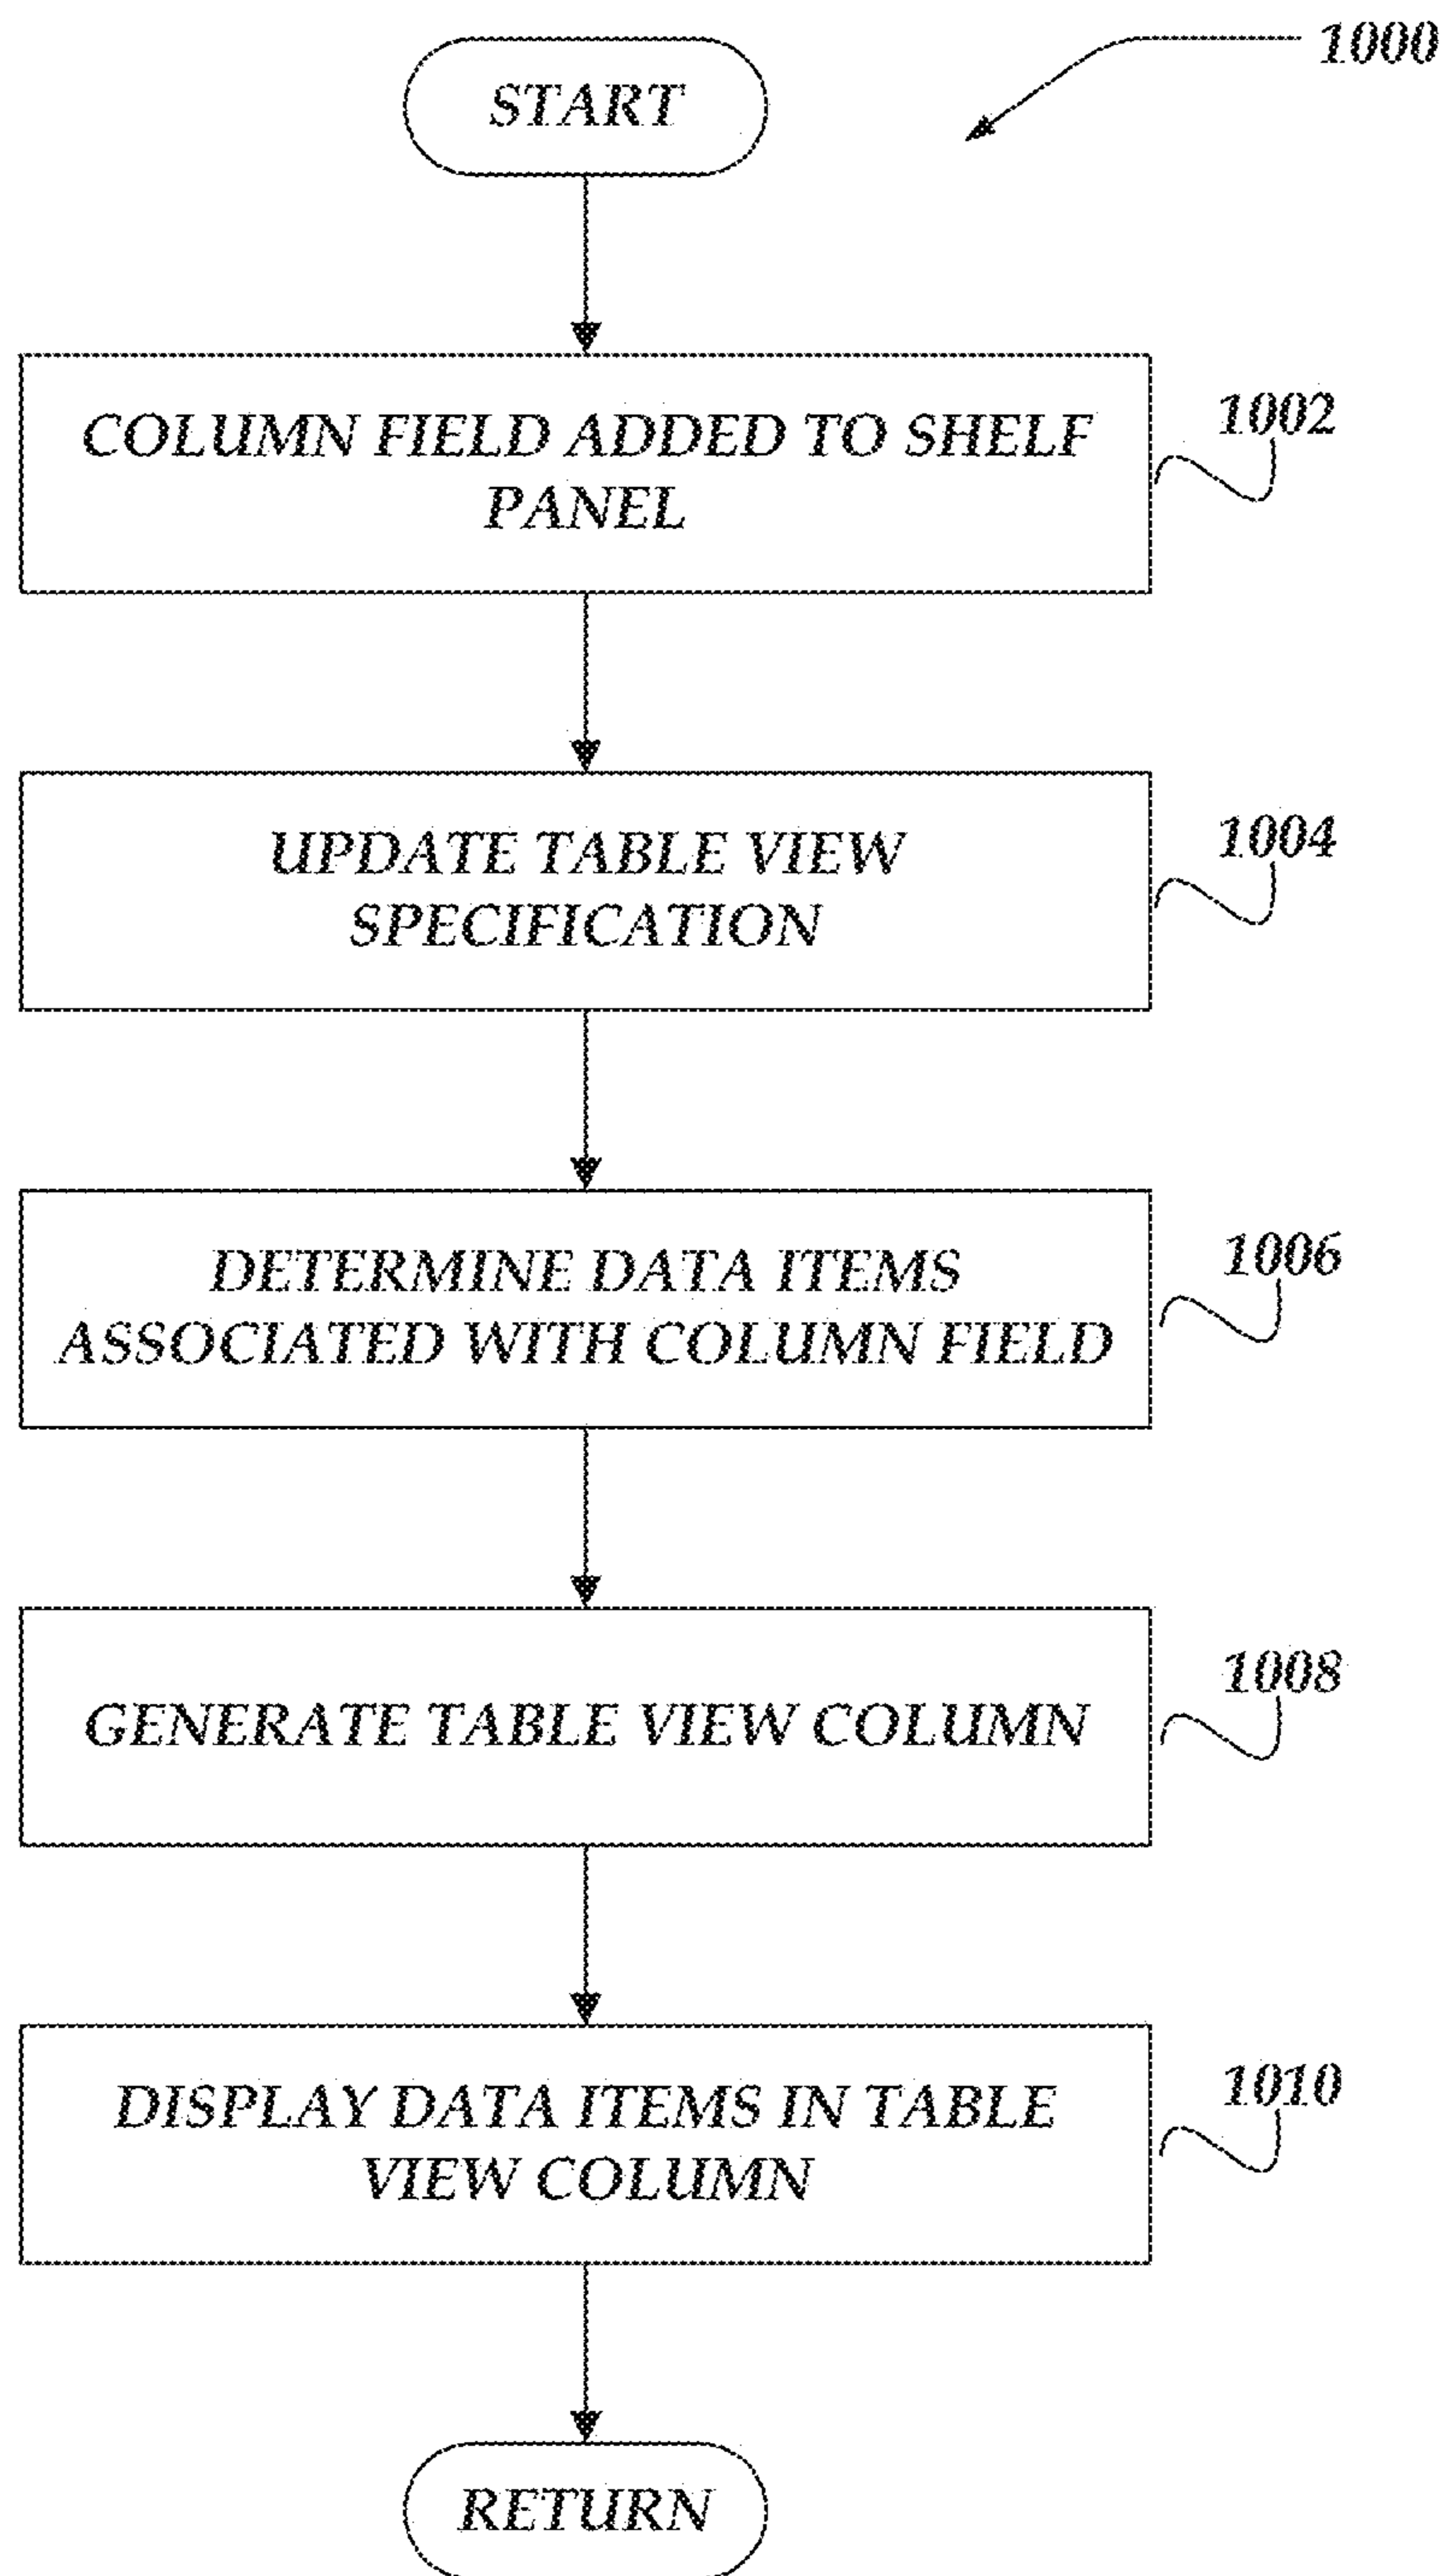 1000
START
COLUMN FIELD ADDED TO SHELF
PANEL
1002
UPDATE TABLE VIEW
SPECIFICATION
1004
DETERMINE DATA ITEMS
ASSOCIATED WITH COLUMN FIELD
1006
GENERATE TABLE VIEW COLUMN
1008
DISPLAY DATA ITEMS IN TABLE
VIEW COLUMN
1010
RETURN